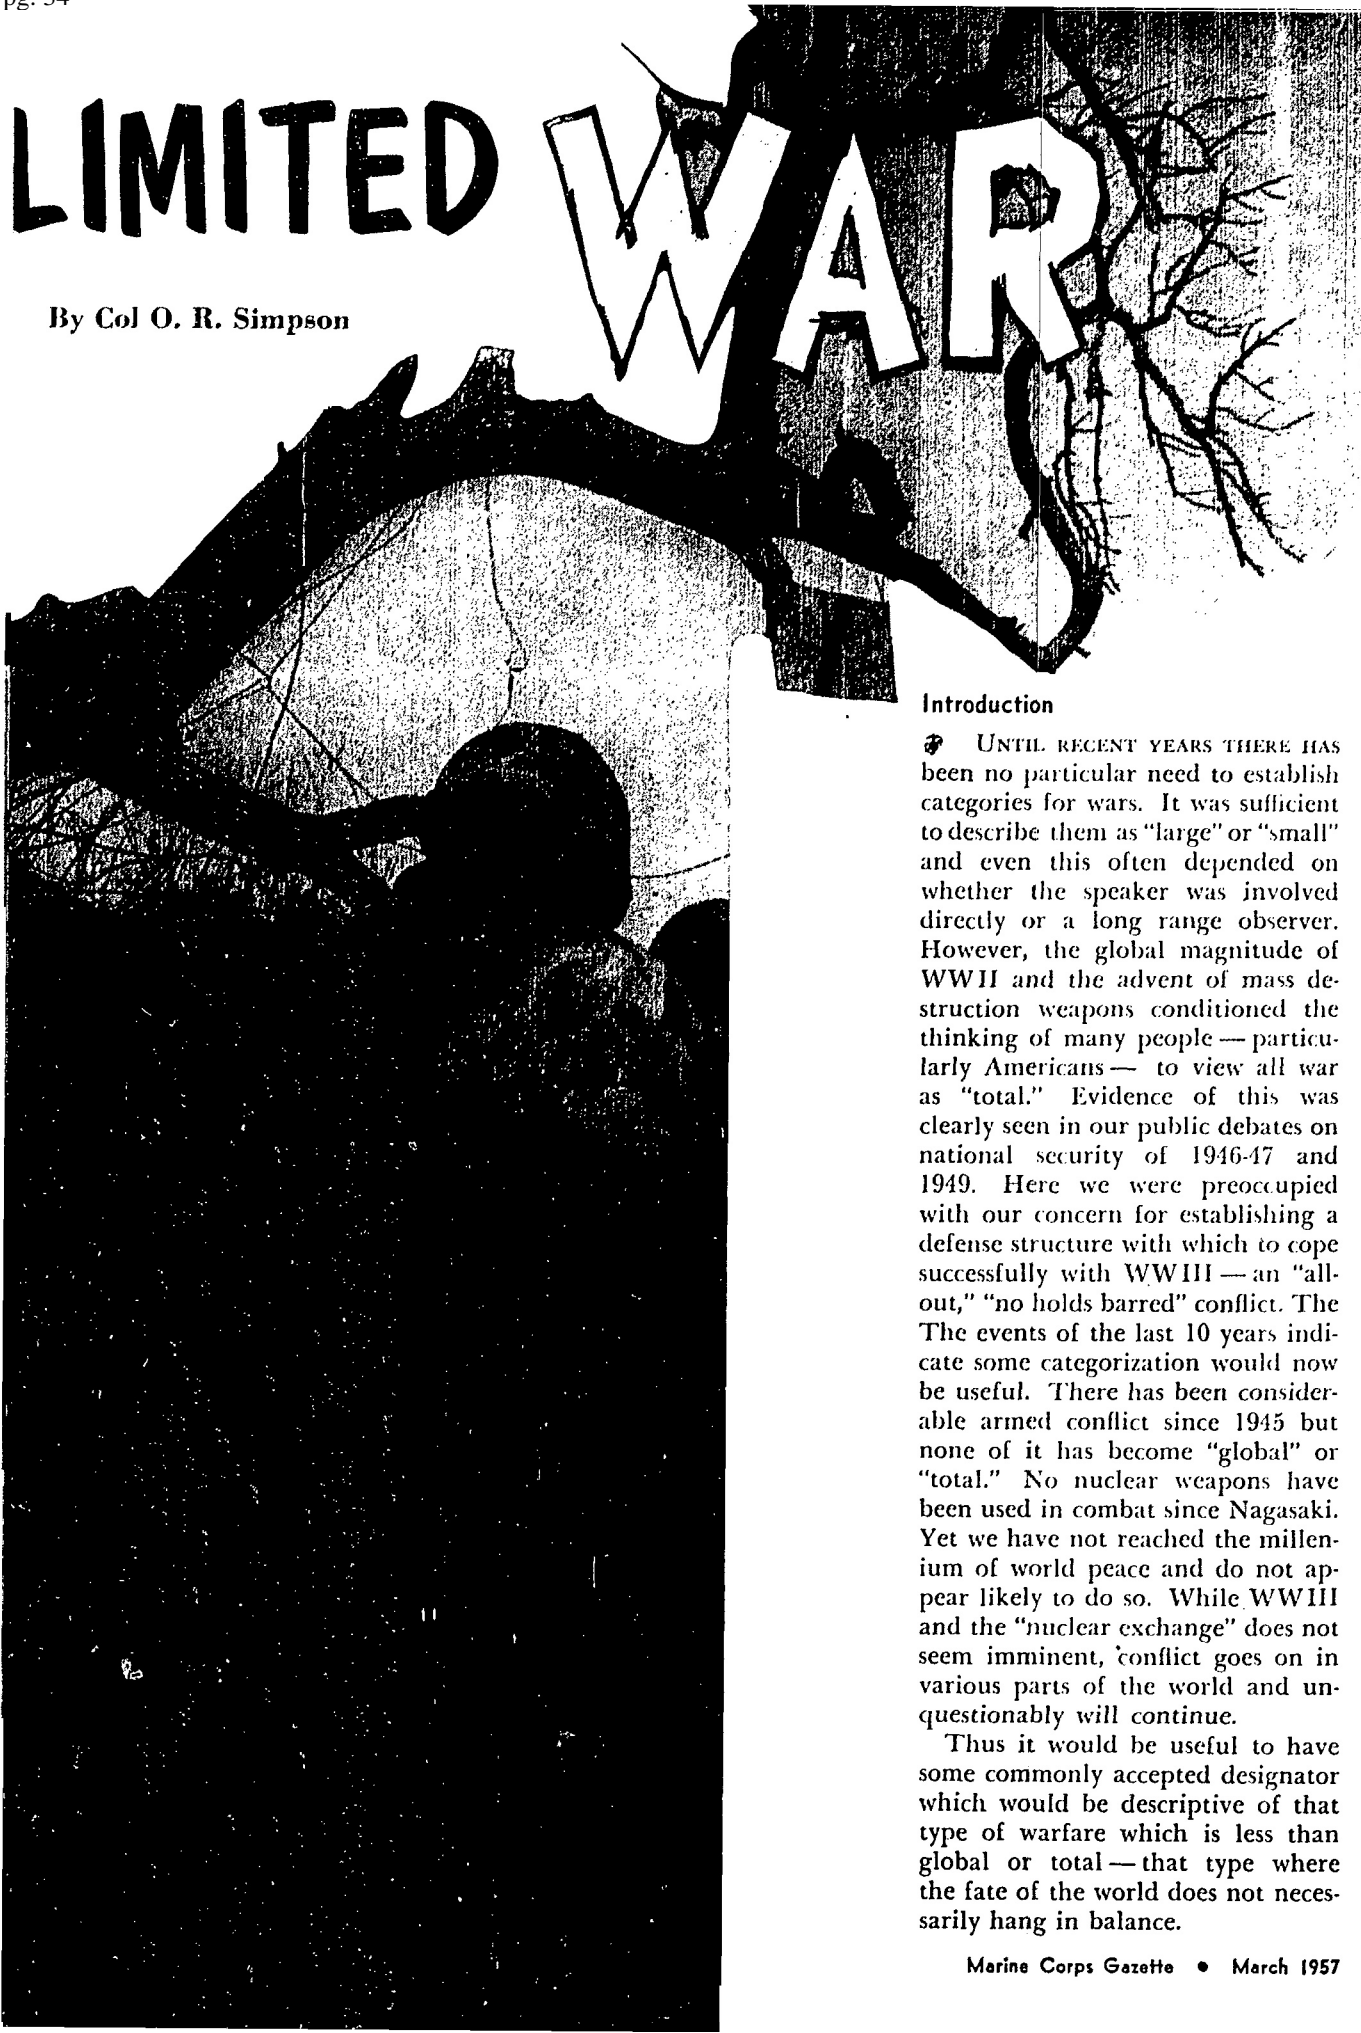 pg. 54
LIMITED WAR
By Col O. R. Simpson
Introduction
UNTIL RECENT YEARS THERE HAS
been no particular need to establish
categories for wars. It was sufficient
to describe them as "large" or "small"
and even this often depended on
whether the speaker was involved
directly or a long range observer.
However, the global magnitude of
WWII and the advent of mass de-
struction weapons conditioned the
thinking of many people — particu-
larly Americans — to view all war
as "total." Evidence of this was
clearly seen in our public debates on
national security of 1946-47 and
1949. Here we were preoccupied
with our concern for establishing a
defense structure with which to cope
successfully with WWIII — an "all-
out," "no holds barred" conflict. The
The events of the last 10 years indi-
cate some categorization would now
be useful. There has been consider-
able armed conflict since 1945 but
none of it has become "global" or
"total." No nuclear weapons have
been used in combat since Nagasaki.
Yet we have not reached the millen-
ium of world peace and do not ap-
pear likely to do so. While WWIII
and the "nuclear exchange" does not
seem imminent, conflict goes on in
various parts of the world and un-
questionably will continue.
Thus it would be useful to have
some commonly accepted designator
which would be descriptive of that
type of warfare which is less than
global or total — that type where
the fate of the world does not neces-
sarily hang in balance.
Marine Corps Gazette • March 1957